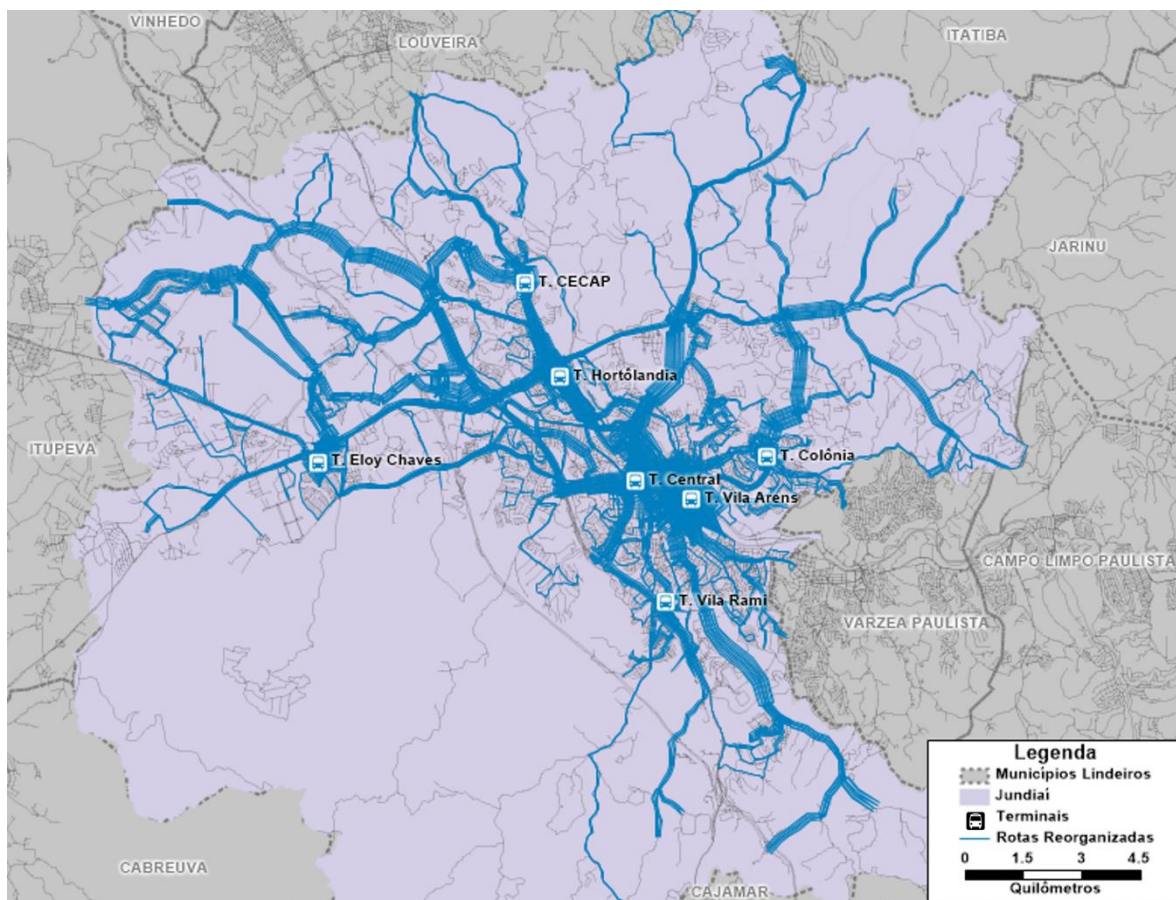 VINHEDO
LOUVEIRA
ITATIBA
JARINU
T. CECAP
T. Hortôlandia
ITUPEVA
T. Eloy Chaves
T. Colônia
T. Central
T. Vila Arens
CAMPO LIMPO PAULISTA
T. Vila Rami
VARZEA PAULISTA
CABREUVA
CAJAMAR
Legenda
Municípios Lindeiros
Jundiaí
Terminais
Rotas Reorganizadas
0 1.5 3 4.5
Quilômetros